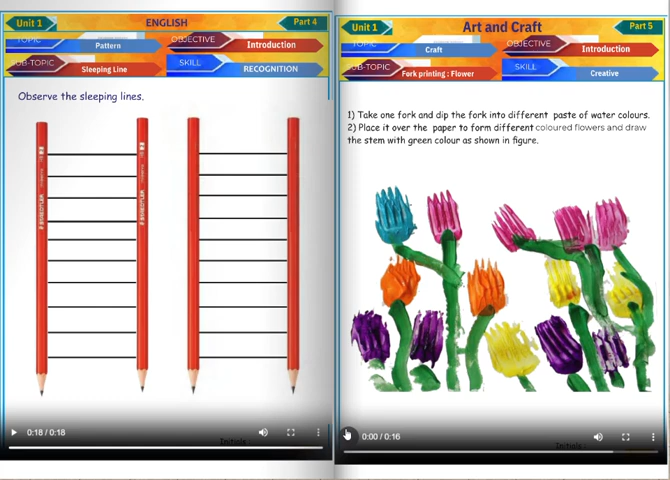 Unit 1
ENGLISH
Part 4
TOPIC
Pattern
OBJECTIVE
Introduction
SUB-TOPIC
Sleeping Line
SKILL
RECOGNITION
Observe the sleeping lines.
STAEDTLER
STAEDTLER
0:18 / 0:18
Initials :
Unit 1
Art and Craft
Part 5
TOPIC
Craft
OBJECTIVE
Introduction
SUB-TOPIC
Fork printing : Flower
SKILL
Creative
1) Take one fork and dip the fork into different paste of water colours.
2) Place it over the paper to form different coloured flowers and draw
the stem with green colour as shown in figure.
0:00 / 0:16
Initials :